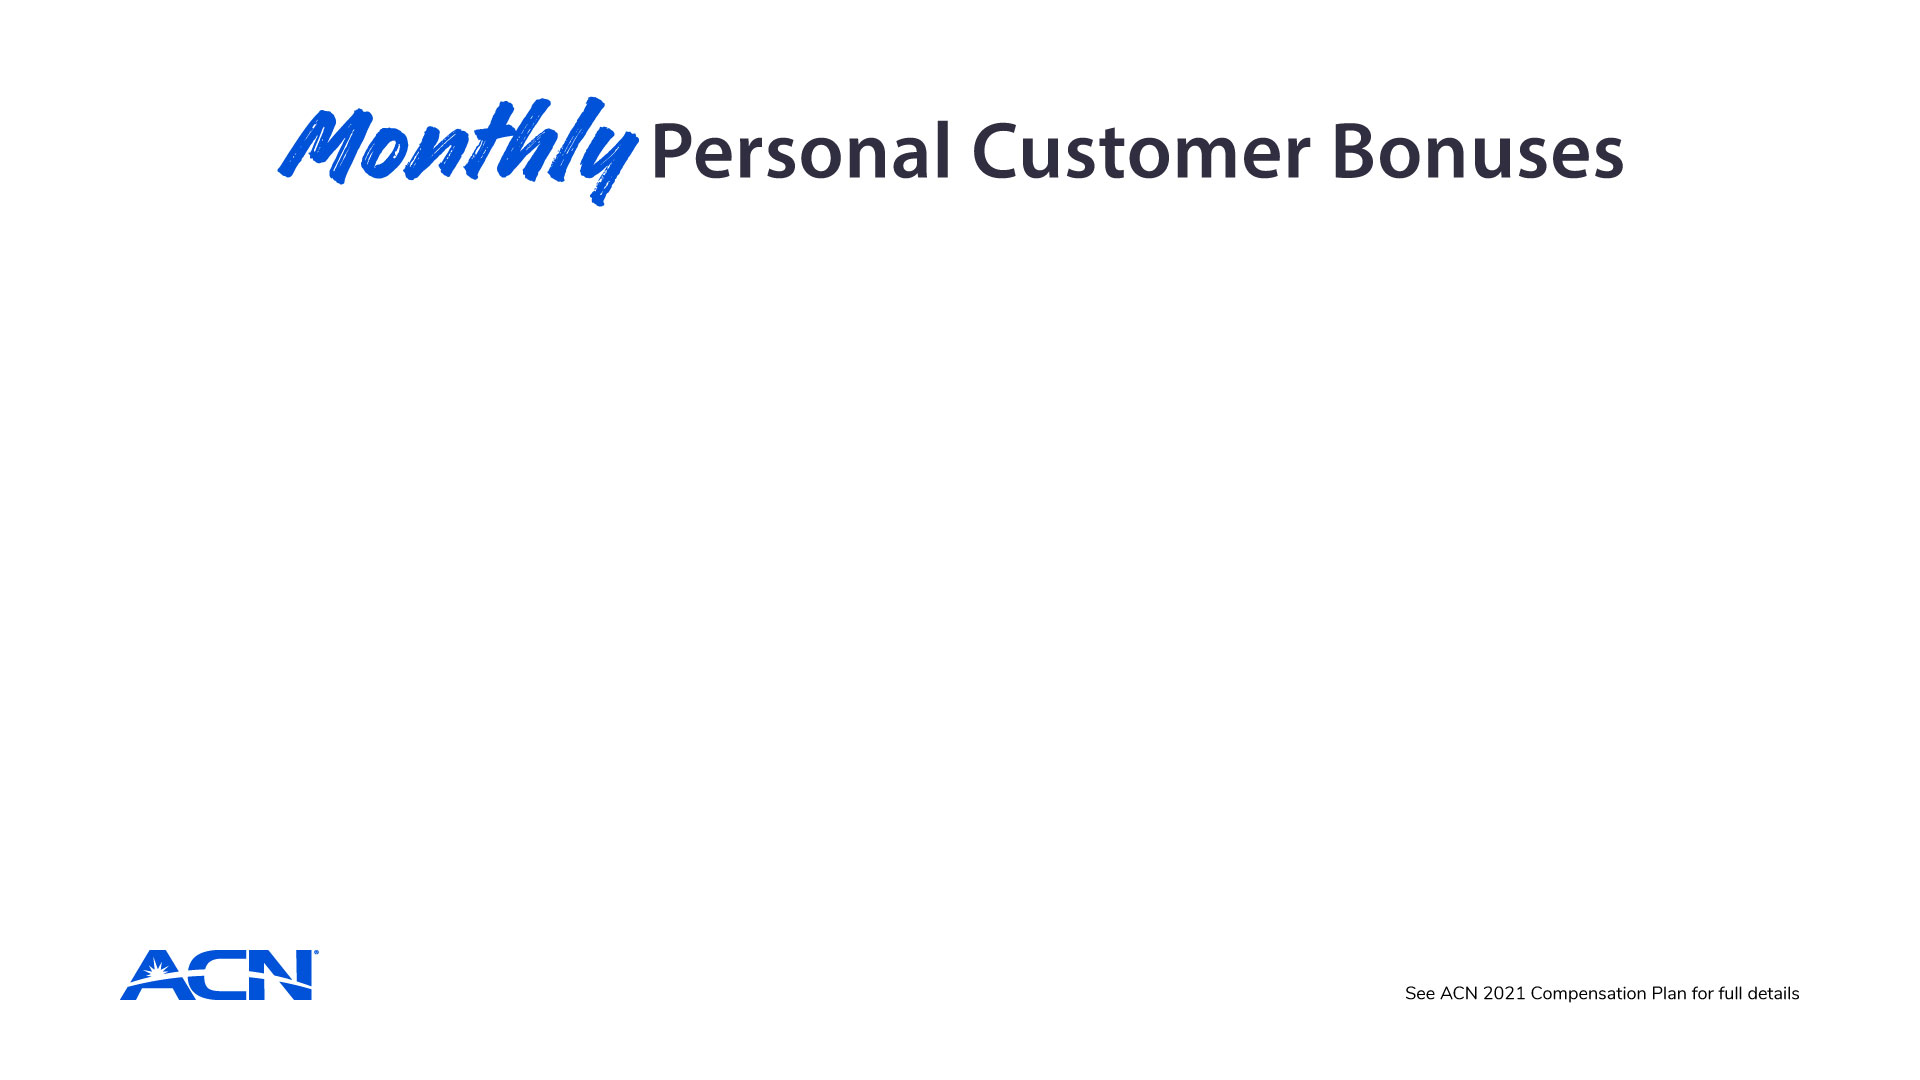 Monthly Personal Customer Bonuses
ACN®
See ACN 2021 Compensation Plan for full details